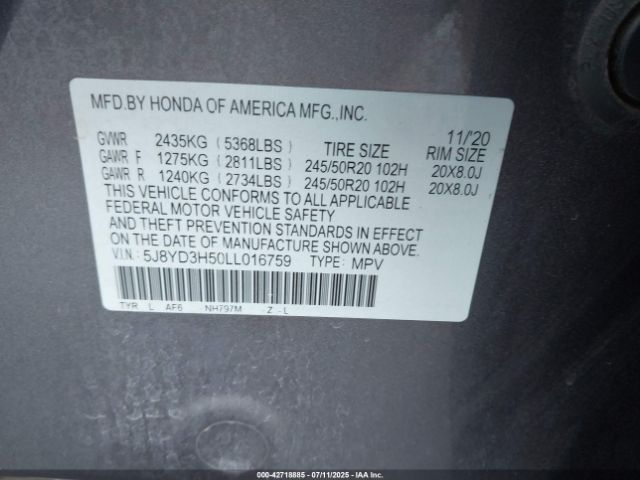 MFD.BY HONDA OF AMERICA MFG.,INC.
11/'20
GVWR 2435KG (5368LBS) TIRE SIZE RIM SIZE
GAWR F 1275KG (2811LBS) 245/50R20 102H 20X8.0J
GAWR R 1240KG (2734LBS) 245/50R20 102H 20X8.0J
THIS VEHICLE CONFORMS TO ALL APPLICABLE
FEDERAL MOTOR VEHICLE SAFETY
AND THEFT PREVENTION STANDARDS IN EFFECT
ON THE DATE OF MANUFACTURE SHOWN ABOVE.
V.I.N.: 5J8YD3H50LL016759 TYPE: MPV
TYR L AF6 NH797M Z -L
000-42718885 - 07/11/2025 - IAA Inc.